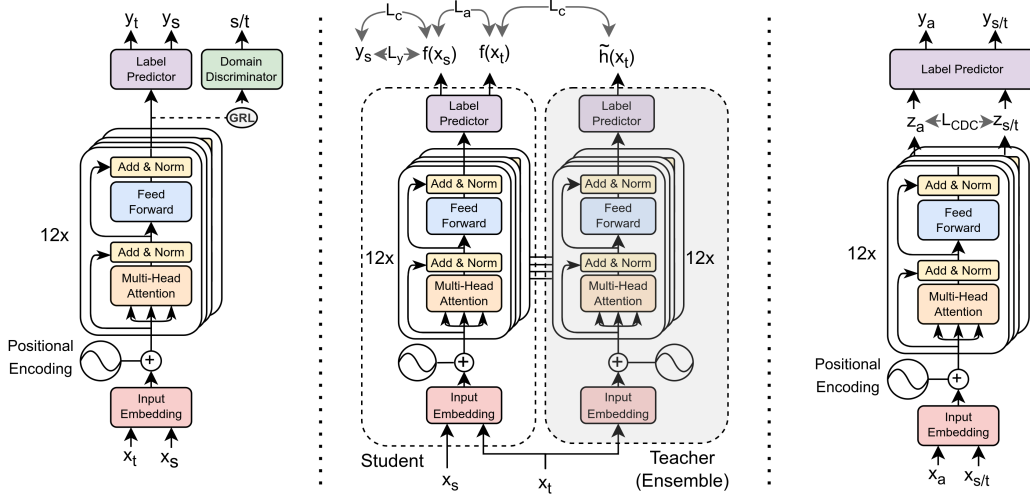 y_t y_s s/t
Label
Predictor
Domain
Discriminator
GRL
Add & Norm
Feed
Forward
12x
Add & Norm
Multi-Head
Attention
Positional
Encoding
+
Input
Embedding
x_t x_s
L_c L_a L_c
y_s L_y f(x_s) f(x_t) h̃(x_t)
Label
Predictor
Add & Norm
Feed
Forward
12x
Add & Norm
Multi-Head
Attention
+
Input
Embedding
Student
x_s x_t
Label
Predictor
Add & Norm
Feed
Forward
12x
Add & Norm
Multi-Head
Attention
+
Input
Embedding
Teacher
(Ensemble)
y_a y_s/t
Label Predictor
z_a L_CDC z_s/t
Add & Norm
Feed
Forward
12x
Add & Norm
Multi-Head
Attention
Positional
Encoding
+
Input
Embedding
x_a x_s/t